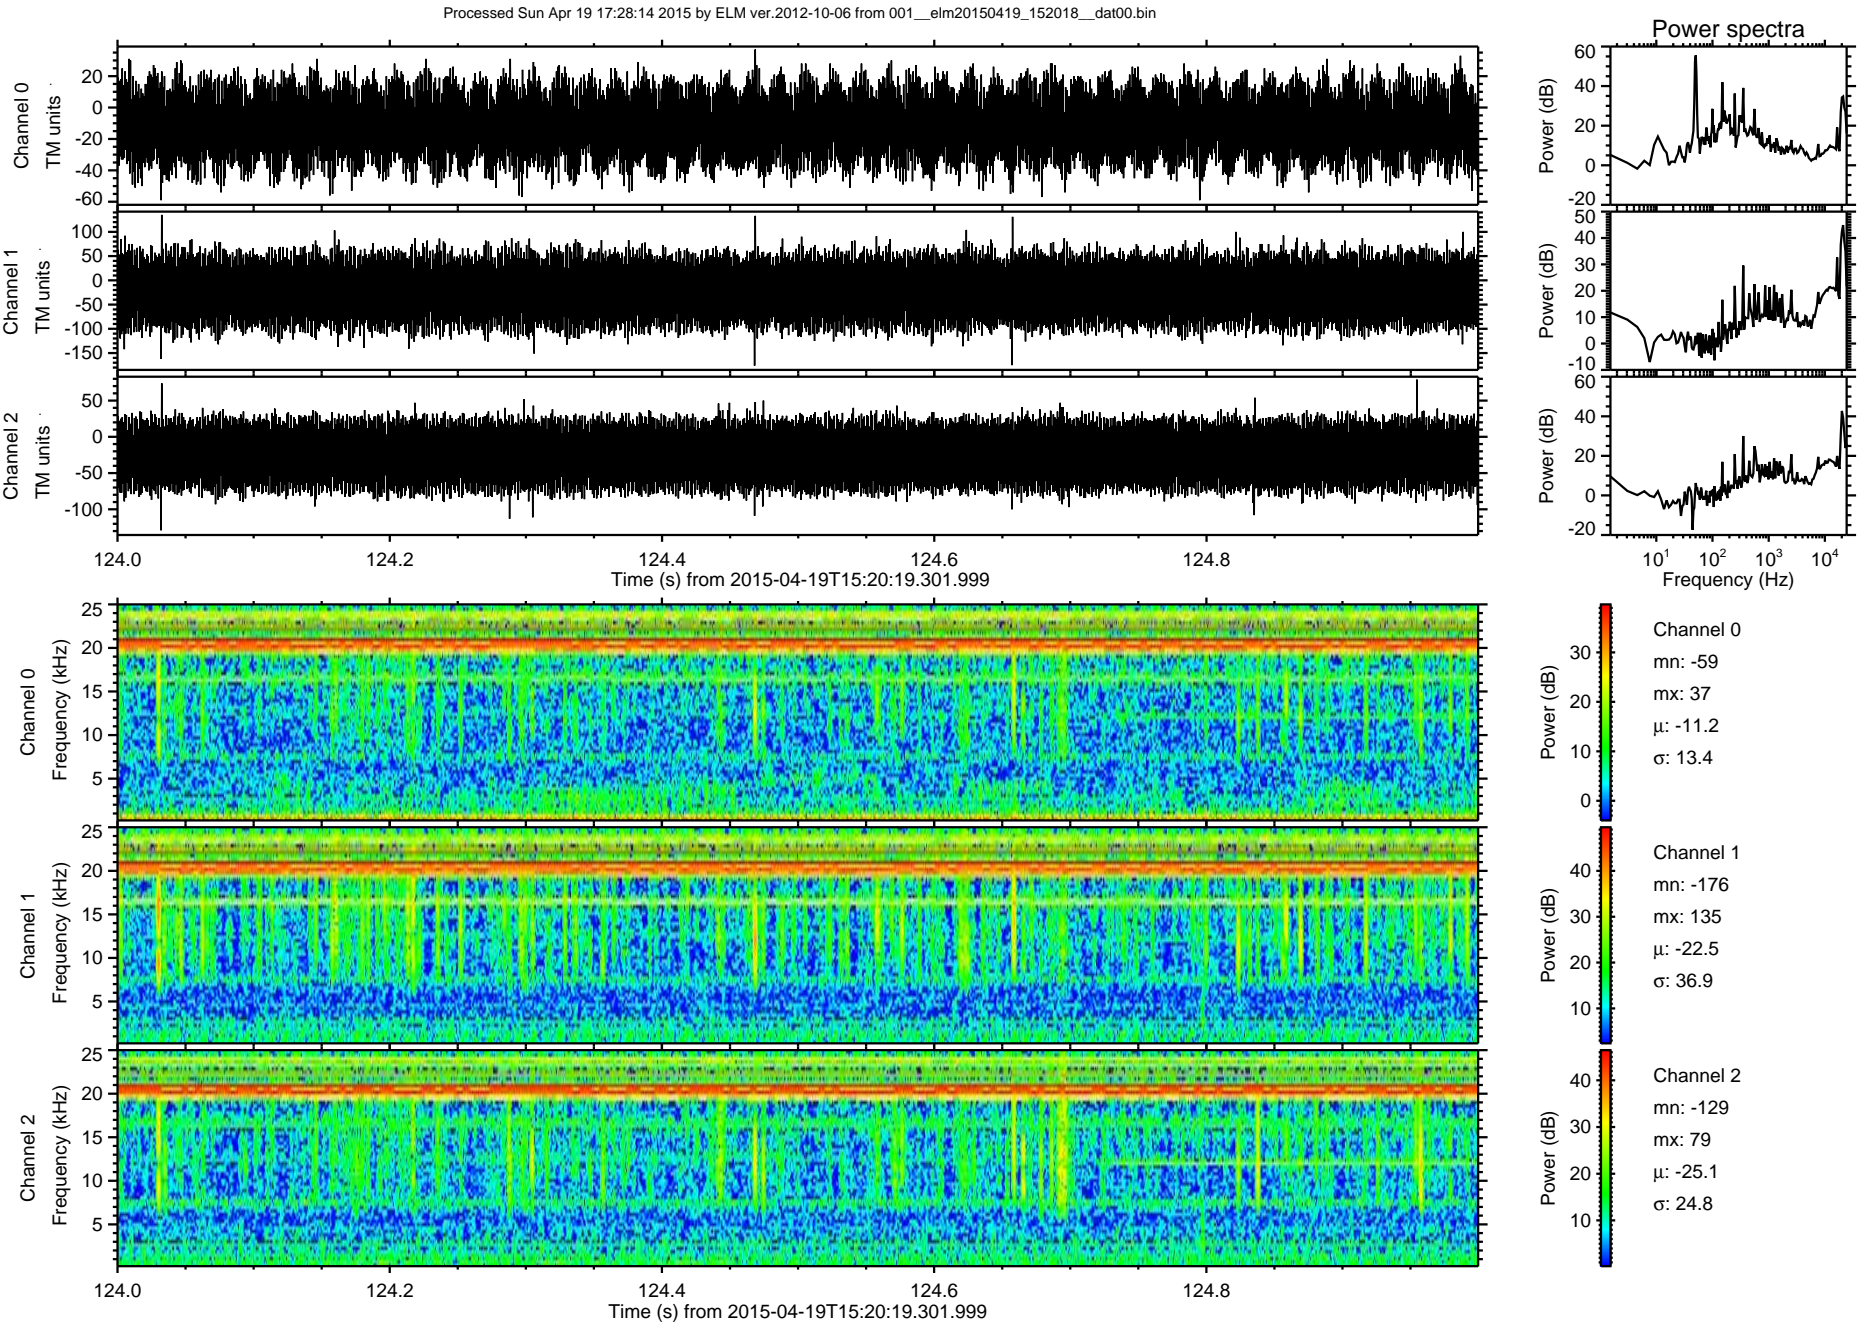 Processed Sun Apr 19 17:28:14 2015 by ELM ver.2012-10-06 from 001__elm20150419_152018__dat00.bin
Power spectra
Channel 0
TM units
20
0
-20
-40
-60
Power (dB)
60
40
20
0
-20
Channel 1
TM units
100
50
0
-50
-100
-150
Power (dB)
50
40
30
20
10
0
-10
Channel 2
TM units
50
0
-50
-100
Power (dB)
60
40
20
0
-20
124.0 124.2 124.4 124.6 124.8
Time (s) from 2015-04-19T15:20:19.301.999
10¹ 10² 10³ 10⁴
Frequency (Hz)
Channel 0
Frequency (kHz)
25
20
15
10
5
Power (dB)
30
20
10
0
Channel 0
mn: -59
mx: 37
μ: -11.2
σ: 13.4
Channel 1
Frequency (kHz)
25
20
15
10
5
Power (dB)
40
30
20
10
Channel 1
mn: -176
mx: 135
μ: -22.5
σ: 36.9
Channel 2
Frequency (kHz)
25
20
15
10
5
Power (dB)
40
30
20
10
Channel 2
mn: -129
mx: 79
μ: -25.1
σ: 24.8
124.0 124.2 124.4 124.6 124.8
Time (s) from 2015-04-19T15:20:19.301.999